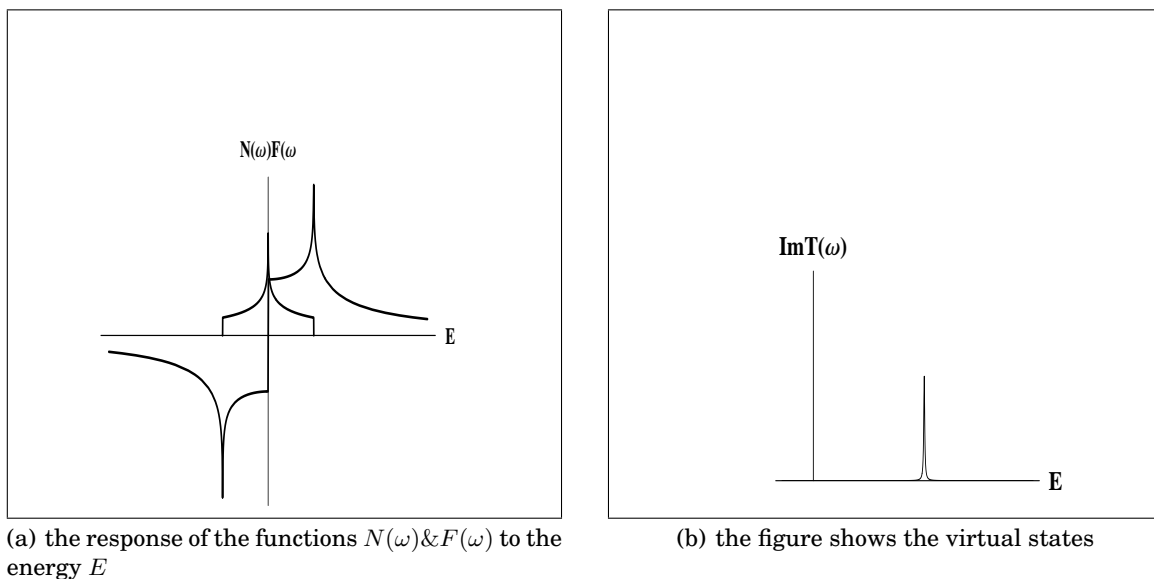 N(ω)F(ω
E
ImT(ω)
E
(a) the response of the functions N(ω)&F(ω) to the
energy E
(b) the figure shows the virtual states